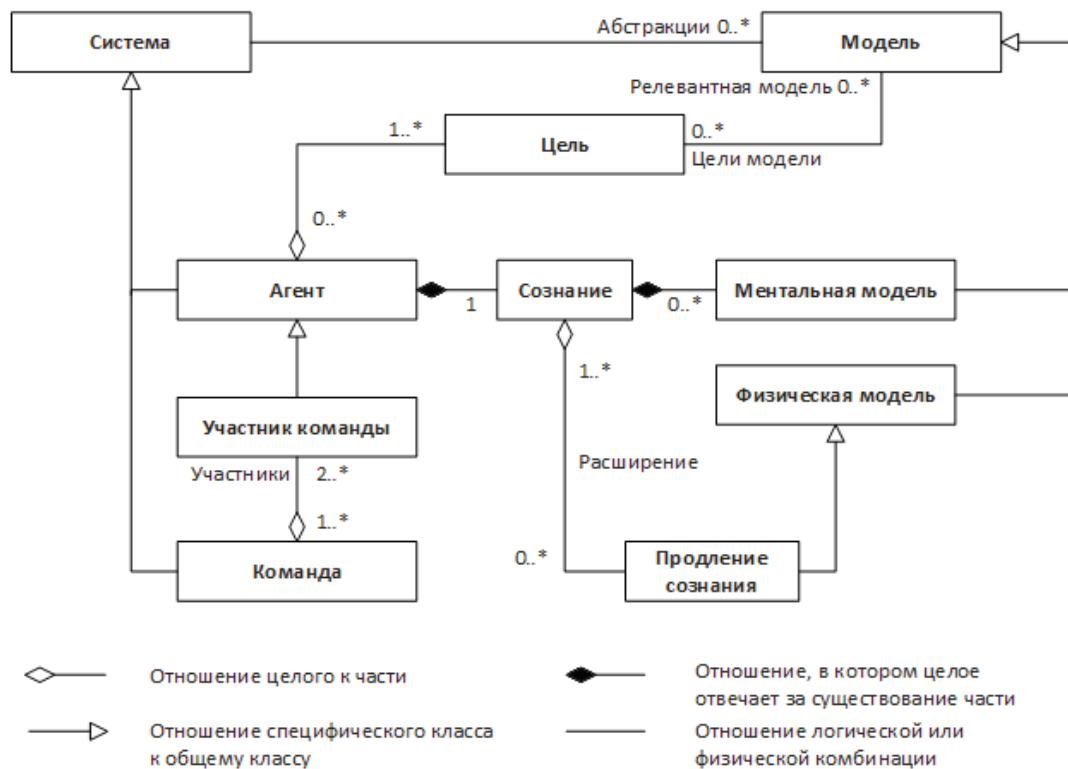 Система
Абстракции 0..*
Модель
Релевантная модель 0..*
1..*
Цель
0..*
Цели модели
0..*
Агент
1
Сознание
0..*
Ментальная модель
1..*
Физическая модель
Участник команды
Участники
2..*
Расширение
1..*
0..*
Команда
Продление
сознания
Отношение целого к части
Отношение, в котором целое
отвечает за существование части
Отношение специфического класса
к общему классу
Отношение логической или
физической комбинации